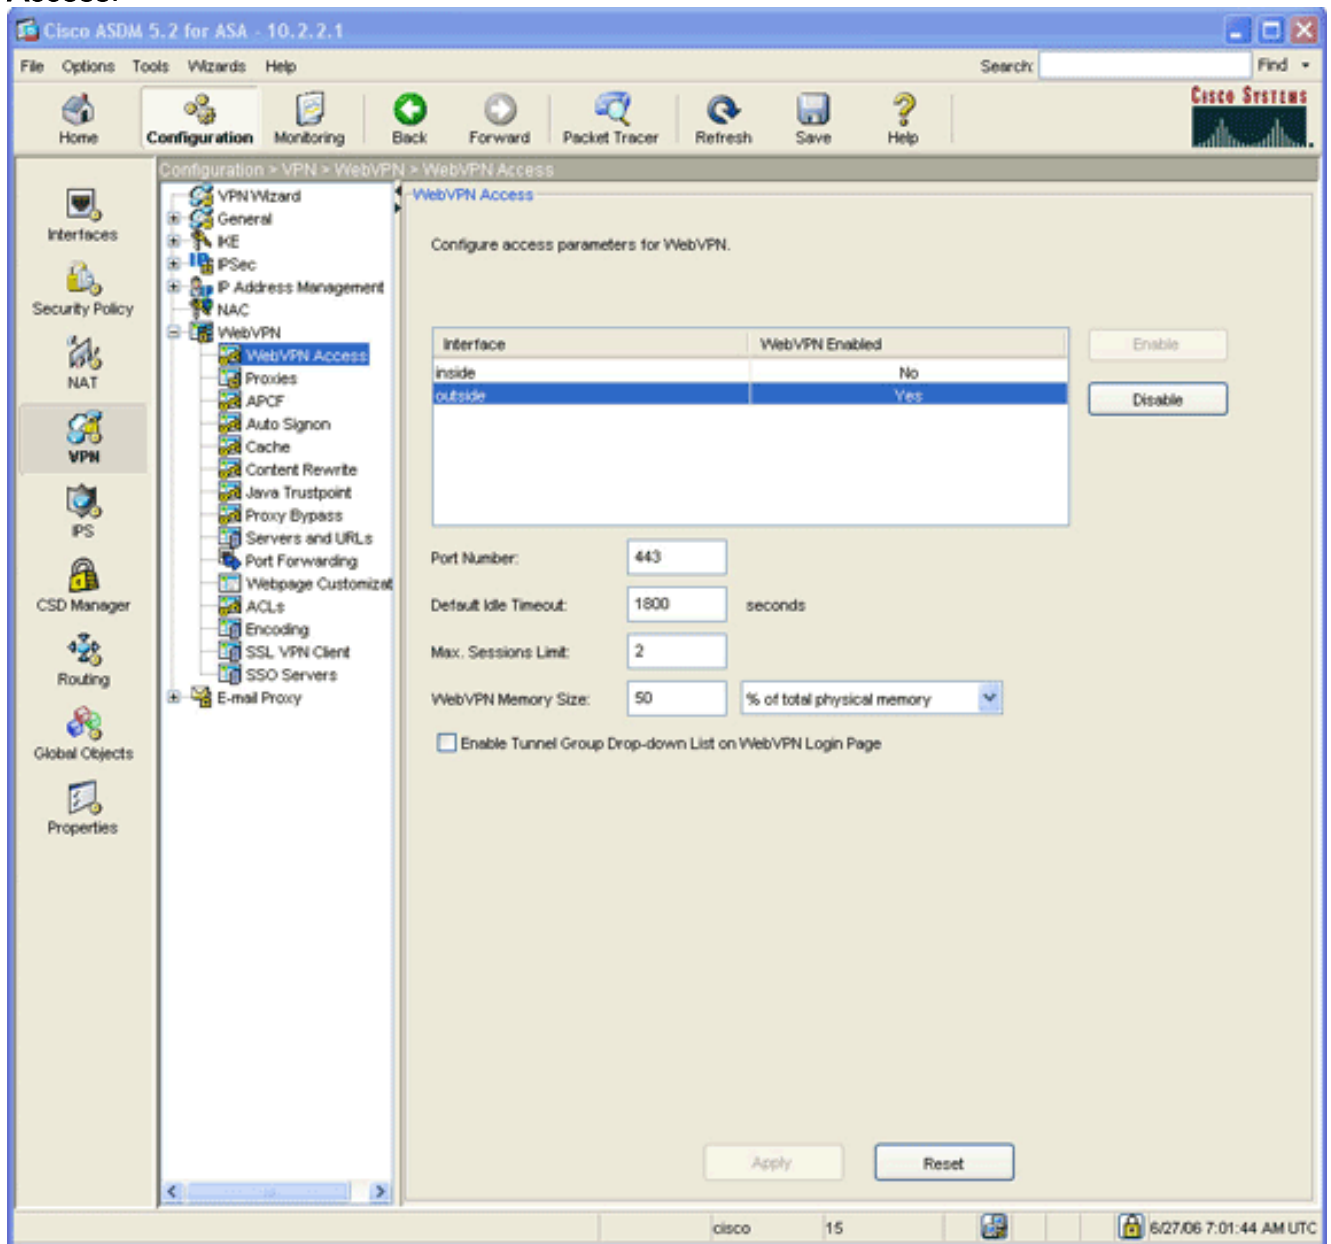 Access.
Cisco ASDM 5.2 for ASA - 10.2.2.1
File Options Tools Wizards Help Search: Find
Home Configuration Monitoring Back Forward Packet Tracer Refresh Save Help
CISCO SYSTEMS
Configuration > VPN > WebVPN > WebVPN Access
Interfaces
Security Policy
NAT
VPN
IPS
CSD Manager
Routing
Global Objects
Properties
VPN Wizard
General
IKE
IPSec
IP Address Management
NAC
WebVPN
WebVPN Access
Proxies
APCF
Auto Signon
Cache
Content Rewrite
Java Trustpoint
Proxy Bypass
Servers and URLs
Port Forwarding
Webpage Customizat
ACLs
Encoding
SSL VPN Client
SSO Servers
E-mail Proxy
WebVPN Access
Configure access parameters for WebVPN.
Interface WebVPN Enabled
inside No
outside Yes
Enable
Disable
Port Number: 443
Default Idle Timeout: 1800 seconds
Max. Sessions Limit: 2
WebVPN Memory Size: 50 % of total physical memory
Enable Tunnel Group Drop-down List on WebVPN Login Page
Apply Reset
cisco 15 6/27/06 7:01:44 AM UTC